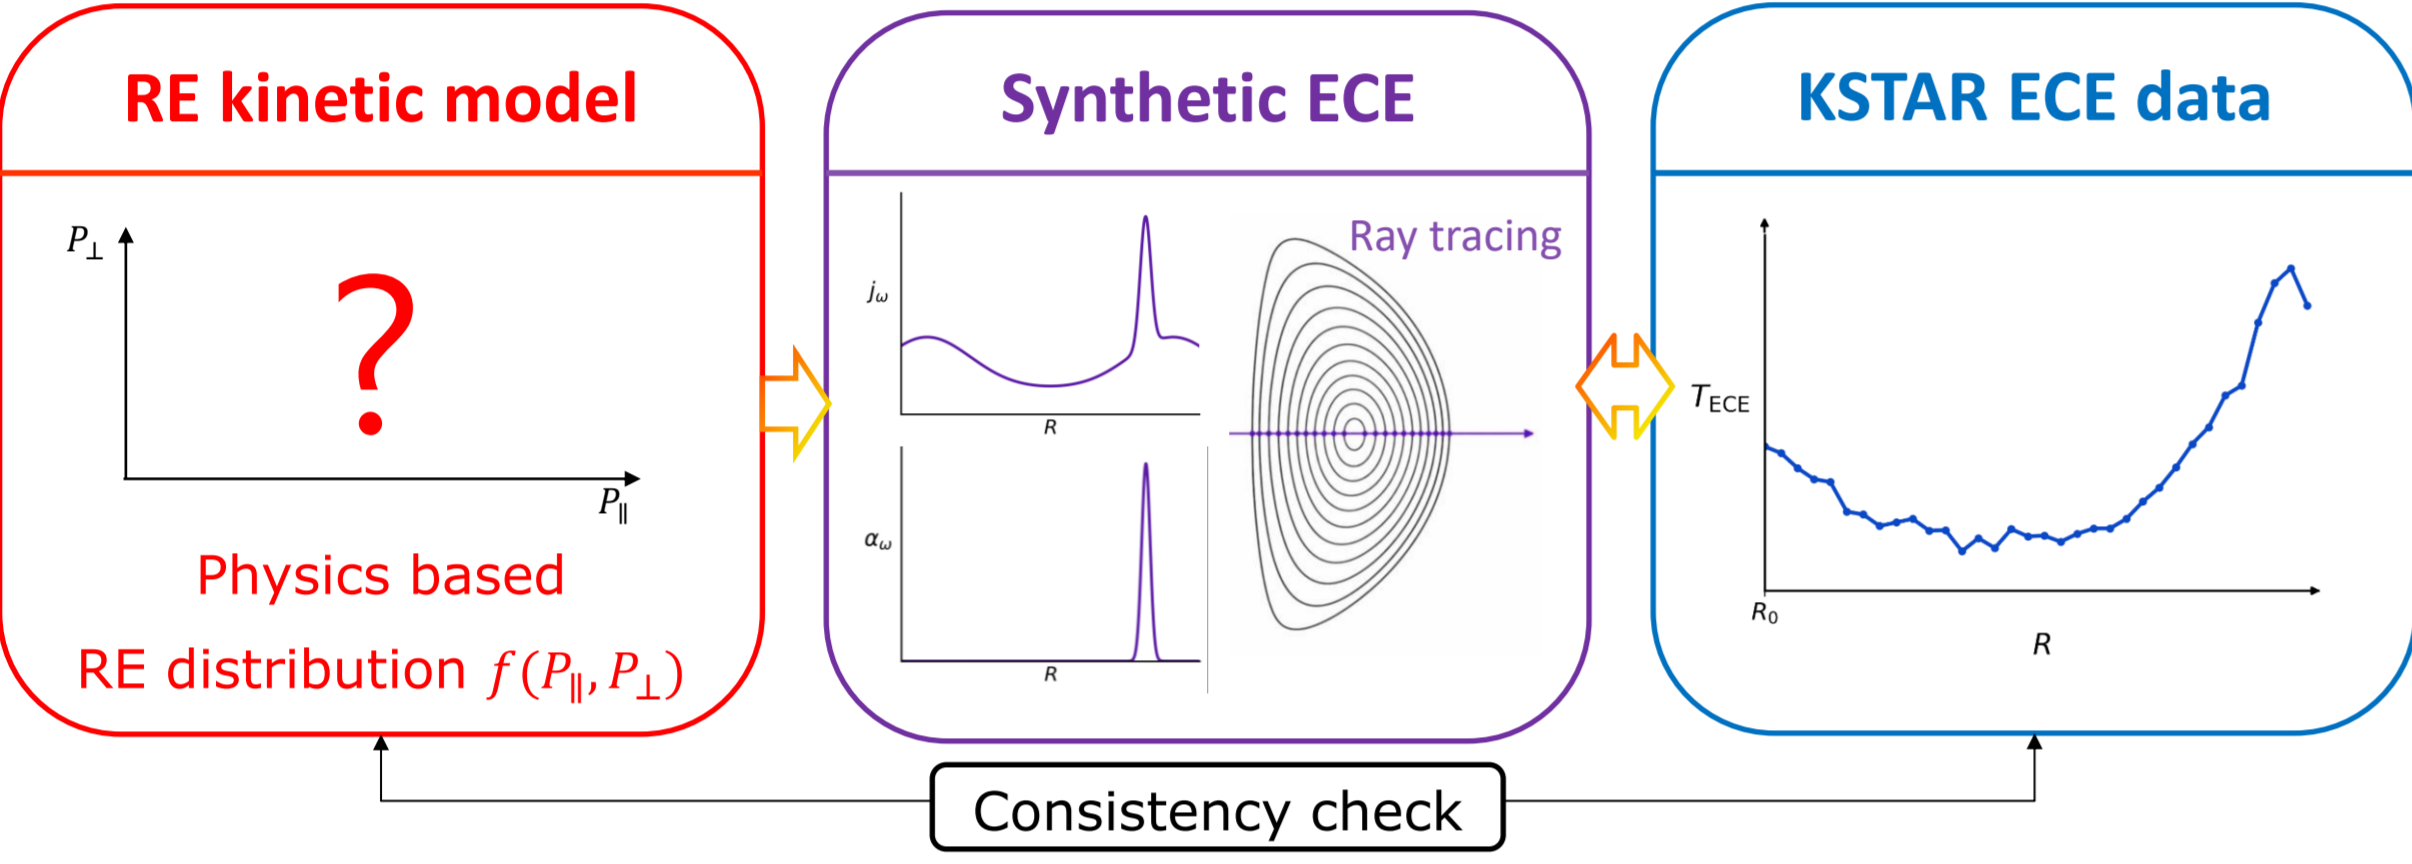 RE kinetic model
P⊥
?
P∥
Physics based
RE distribution f(P∥, P⊥)
Synthetic ECE
jω
R
αω
R
Ray tracing
KSTAR ECE data
TECE
R0
R
Consistency check